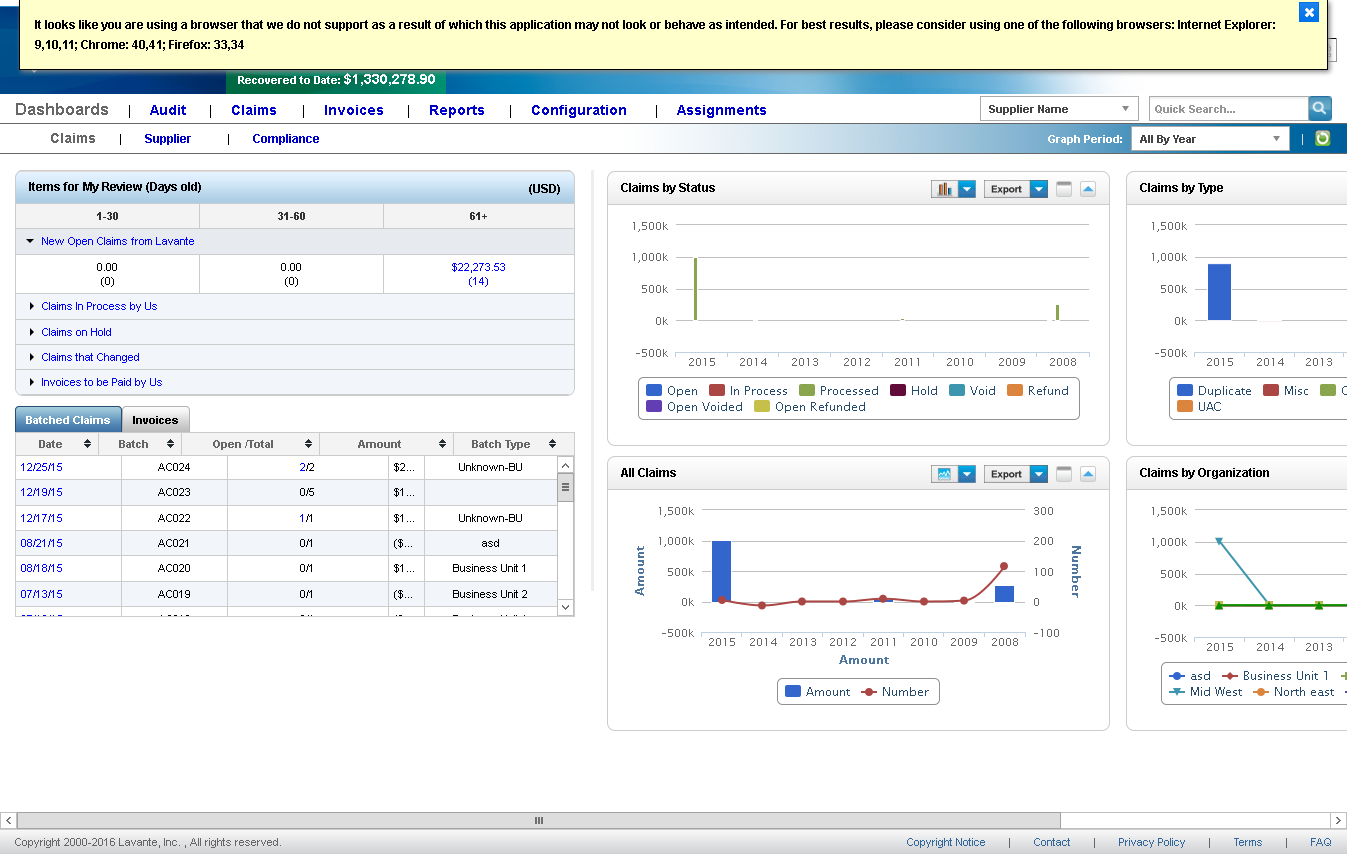 It looks like you are using a browser that we do not support as a result of which this application may not look or behave as intended. For best results, please consider using one of the following browsers: Internet Explorer:
9,10,11; Chrome: 40,41; Firefox: 33,34
Recovered to Date: $1,330,278.90
Dashboards | Audit | Claims | Invoices | Reports | Configuration | Assignments
Supplier Name
Quick Search...
Claims | Supplier | Compliance
Graph Period: All By Year |
Items for My Review (Days old) (USD)
1-30 31-60 61+
New Open Claims from Lavante
0.00 0.00 $22,273.53
(0) (0) (14)
Claims In Process by Us
Claims on Hold
Claims that Changed
Invoices to be Paid by Us
Batched Claims Invoices
Date Batch Open /Total Amount Batch Type
12/25/15 AC024 2/2 $2... Unknown-BU
12/19/15 AC023 0/5 $1...
12/17/15 AC022 1/1 $1... Unknown-BU
08/21/15 AC021 0/1 ($... asd
08/18/15 AC020 0/1 $1... Business Unit 1
07/13/15 AC019 0/1 ($... Business Unit 2
Claims by Status
Export
1,500k
1,000k
500k
0k
-500k
2015 2014 2013 2012 2011 2010 2009 2008
Open In Process Processed Hold Void Refund
Open Voided Open Refunded
Claims by Type
1,500k
1,000k
500k
0k
-500k
2015 2014 2013
Duplicate Misc
UAC
All Claims
Export
1,500k 300
1,000k 200
500k 100
0k 0
-500k -100
Amount
Number
2015 2014 2013 2012 2011 2010 2009 2008
Amount
Amount Number
Claims by Organization
1,500k
1,000k
500k
0k
-500k
2015 2014 2013
asd Business Unit 1
Mid West North east
Copyright 2000-2016 Lavante, Inc. , All rights reserved.
Copyright Notice | Contact | Privacy Policy | Terms | FAQ